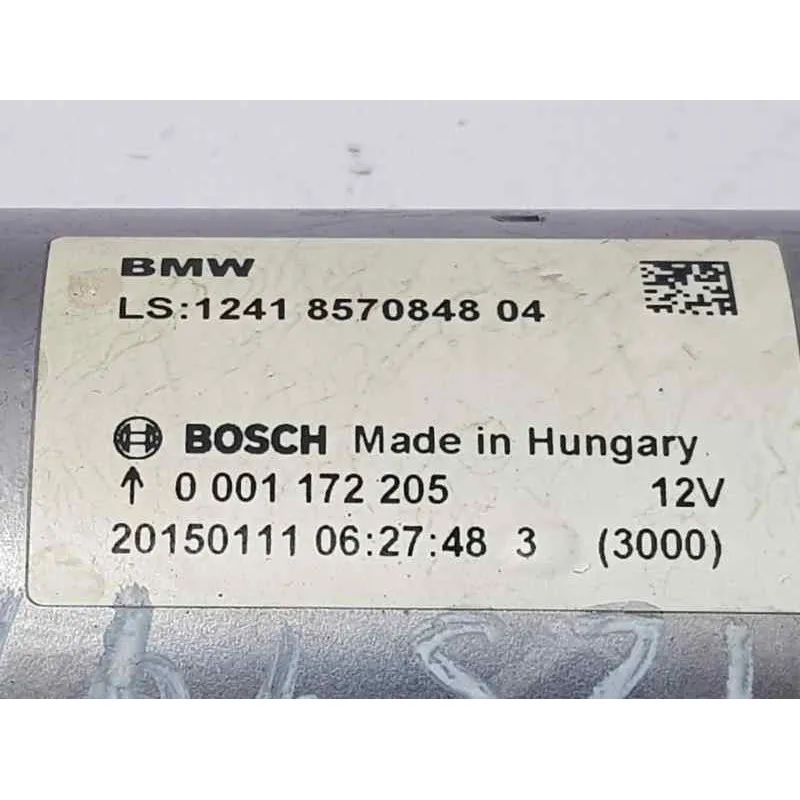 BMW
LS:1241 8570848 04
BOSCH Made in Hungary
↑ 0 001 172 205 12V
20150111 06:27:48 3 (3000)